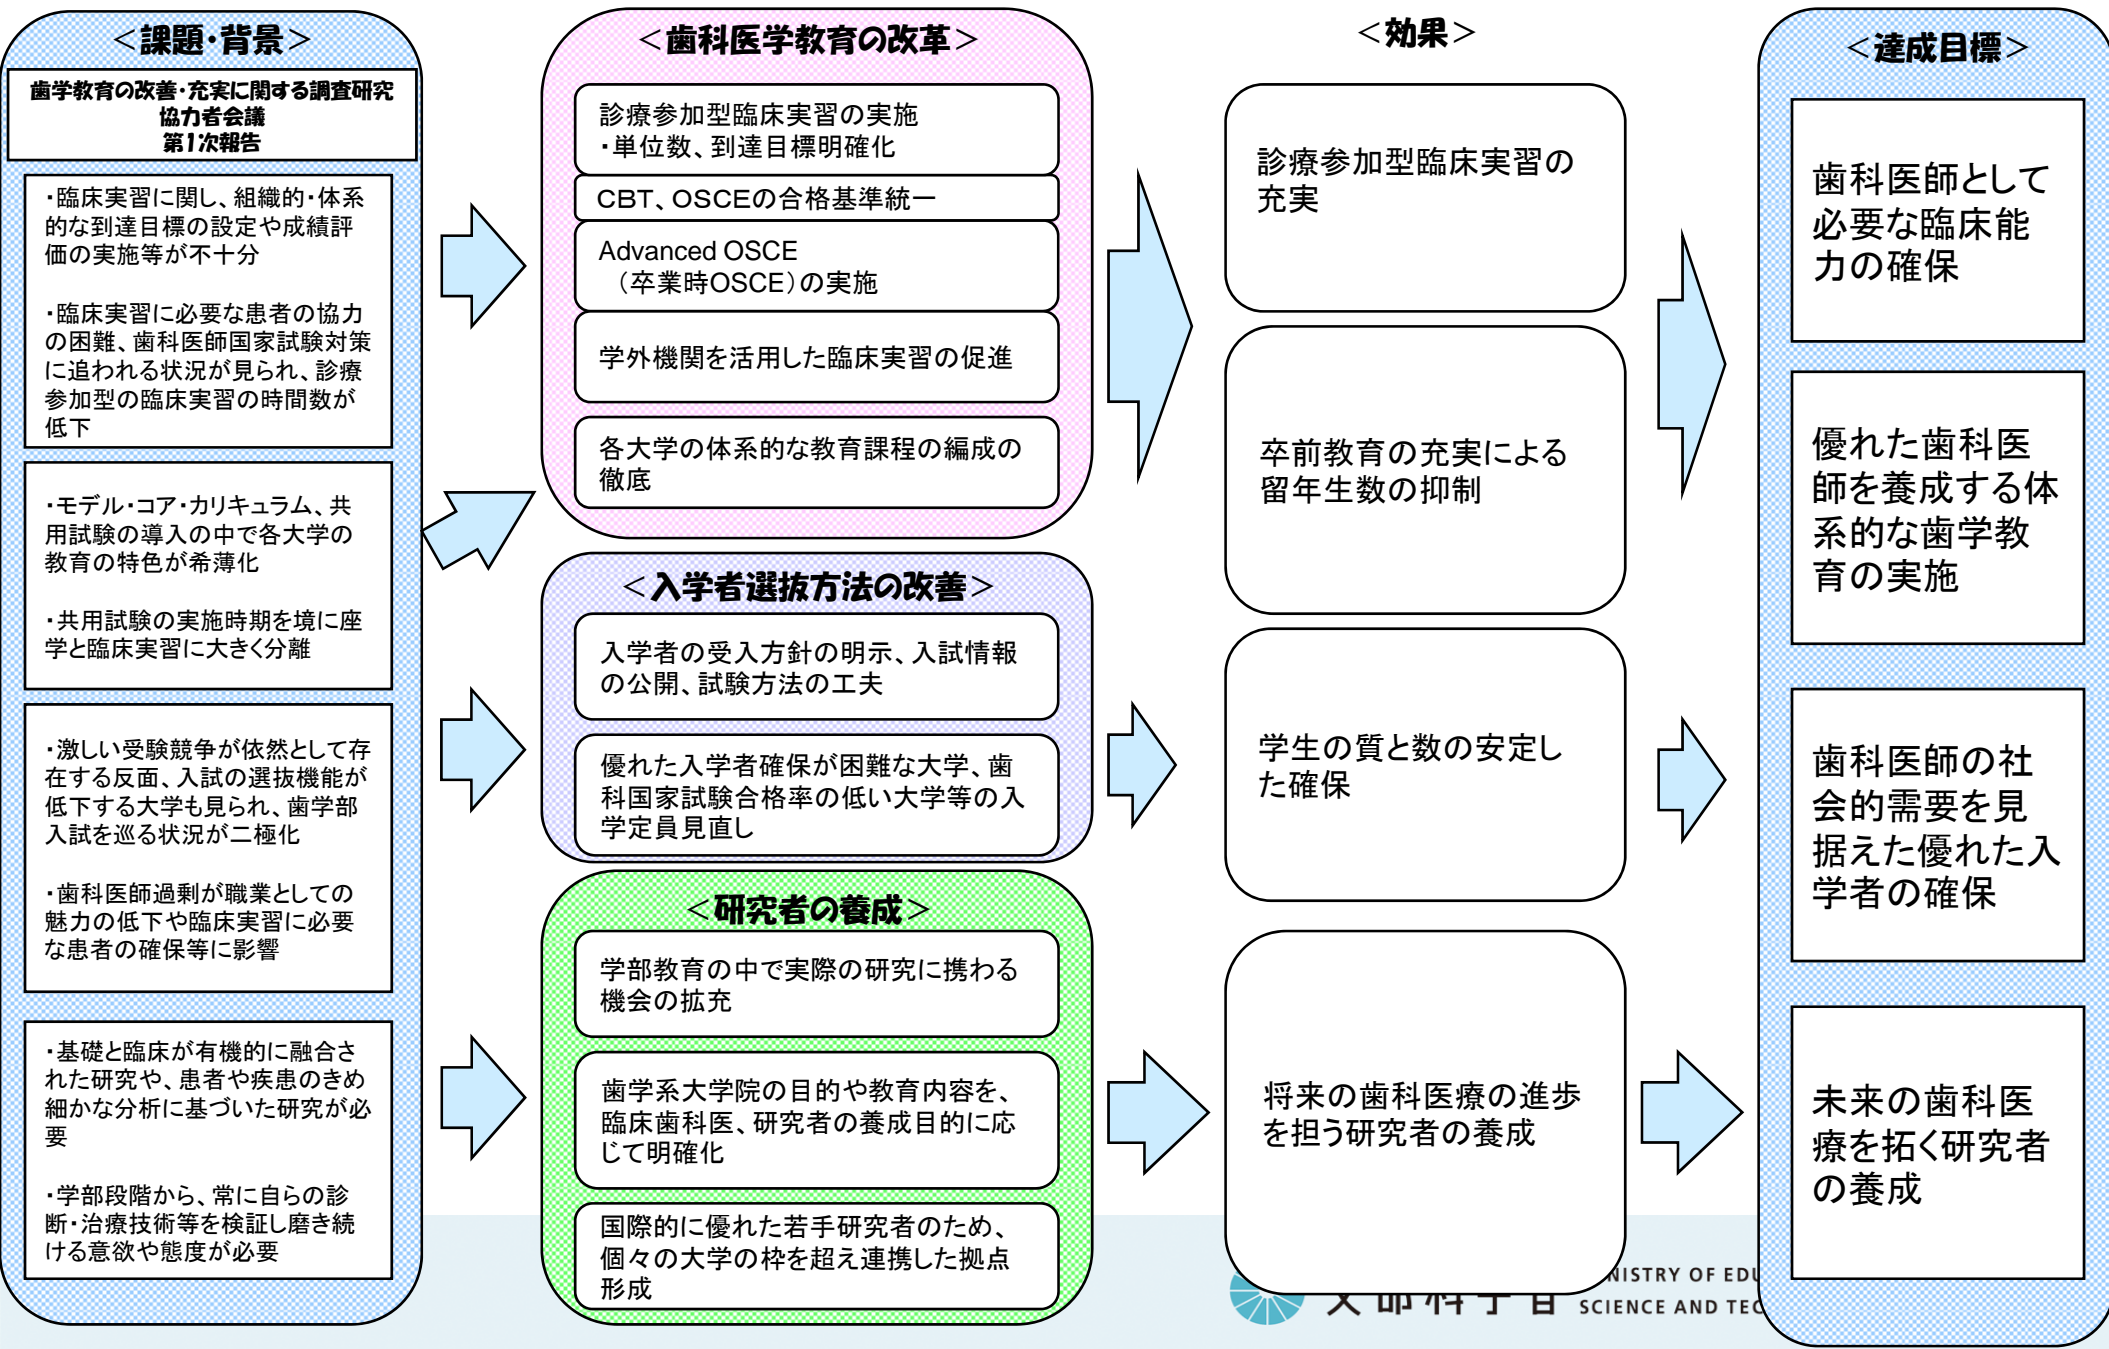 ＜課題・背景＞
歯学教育の改善・充実に関する調査研究
協力者会議
第1次報告
・臨床実習に関し、組織的・体系
的な到達目標の設定や成績評
価の実施等が不十分
・臨床実習に必要な患者の協力
の困難、歯科医師国家試験対策
に追われる状況が見られ、診療
参加型の臨床実習の時間数が
低下
・モデル・コア・カリキュラム、共
用試験の導入の中で各大学の
教育の特色が希薄化
・共用試験の実施時期を境に座
学と臨床実習に大きく分離
・激しい受験競争が依然として存
在する反面、入試の選抜機能が
低下する大学も見られ、歯学部
入試を巡る状況が二極化
・歯科医師過剰が職業としての
魅力の低下や臨床実習に必要
な患者の確保等に影響
・基礎と臨床が有機的に融合さ
れた研究や、患者や疾患のきめ
細かな分析に基づいた研究が必
要
・学部段階から、常に自らの診
断・治療技術等を検証し磨き続
ける意欲や態度が必要
＜歯科医学教育の改革＞
診療参加型臨床実習の実施
・単位数、到達目標明確化
CBT、OSCEの合格基準統一
Advanced OSCE
（卒業時OSCE）の実施
学外機関を活用した臨床実習の促進
各大学の体系的な教育課程の編成の
徹底
＜入学者選抜方法の改善＞
入学者の受入方針の明示、入試情報
の公開、試験方法の工夫
優れた入学者確保が困難な大学、歯
科国家試験合格率の低い大学等の入
学定員見直し
＜研究者の養成＞
学部教育の中で実際の研究に携わる
機会の拡充
歯学系大学院の目的や教育内容を、
臨床歯科医、研究者の養成目的に応
じて明確化
国際的に優れた若手研究者のため、
個々の大学の枠を超え連携した拠点
形成
＜効果＞
診療参加型臨床実習の
充実
卒前教育の充実による
留年生数の抑制
学生の質と数の安定し
た確保
将来の歯科医療の進歩
を担う研究者の養成
＜達成目標＞
歯科医師として
必要な臨床能
力の確保
優れた歯科医
師を養成する体
系的な歯学教
育の実施
歯科医師の社
会的需要を見
据えた優れた入
学者の確保
未来の歯科医
療を拓く研究者
の養成
OF
SCIENCE AND